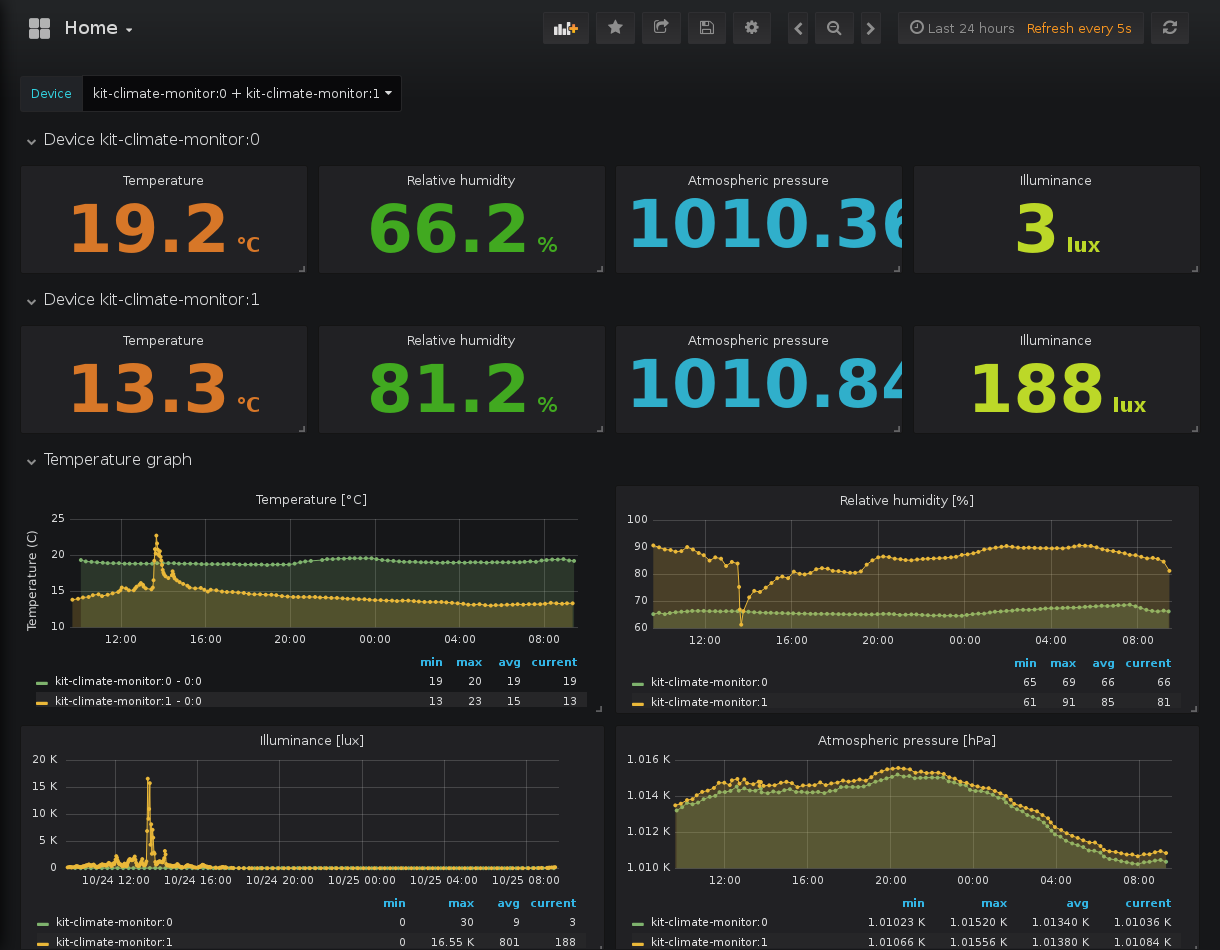 Home
Last 24 hours Refresh every 5s
Device kit-climate-monitor:0 + kit-climate-monitor:1
Device kit-climate-monitor:0
Temperature Relative humidity Atmospheric pressure Illuminance
19.2 °C 66.2 % 1010.36 3 lux
Device kit-climate-monitor:1
Temperature Relative humidity Atmospheric pressure Illuminance
13.3 °C 81.2 % 1010.84 188 lux
Temperature graph
Temperature [°C]
Temperature (C)
25
20
15
10
12:00 16:00 20:00 00:00 04:00 08:00
min max avg current
kit-climate-monitor:0 - 0:0 19 20 19 19
kit-climate-monitor:1 - 0:0 13 23 15 13
Relative humidity [%]
100
90
80
70
60
12:00 16:00 20:00 00:00 04:00 08:00
min max avg current
kit-climate-monitor:0 65 69 66 66
kit-climate-monitor:1 61 91 85 81
Illuminance [lux]
20 K
15 K
10 K
5 K
0
10/24 12:00 10/24 16:00 10/24 20:00 10/25 00:00 10/25 04:00 10/25 08:00
min max avg current
kit-climate-monitor:0 0 30 9 3
kit-climate-monitor:1 0 16.55 K 801 188
Atmospheric pressure [hPa]
1.016 K
1.014 K
1.012 K
1.010 K
12:00 16:00 20:00 00:00 04:00 08:00
min max avg current
kit-climate-monitor:0 1.01023 K 1.01520 K 1.01340 K 1.01036 K
kit-climate-monitor:1 1.01066 K 1.01556 K 1.01380 K 1.01084 K